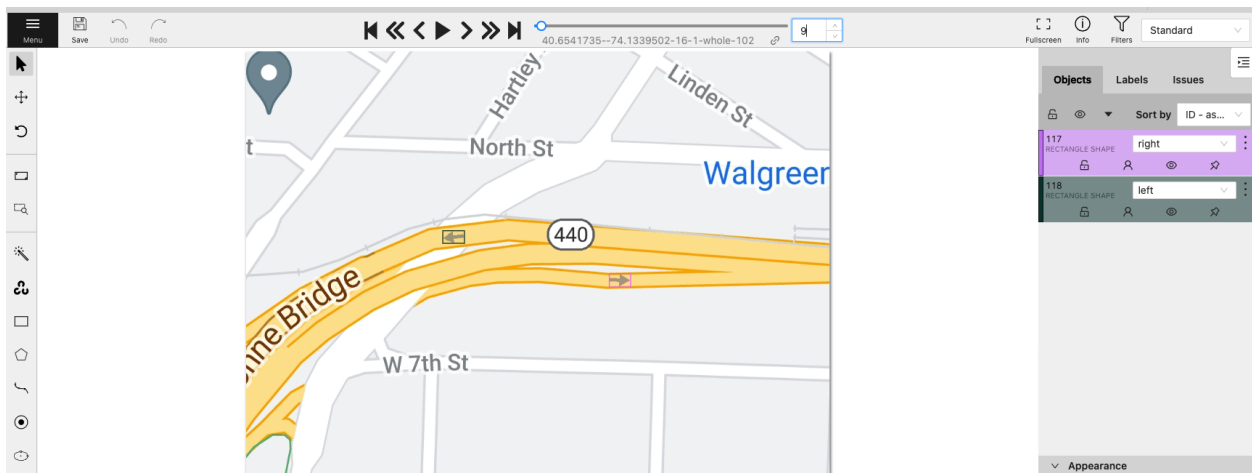 Menu
Save
Undo
Redo
40.6541735--74.1339502-16-1-whole-102
9
Fullscreen
Info
Filters
Standard
Objects
Labels
Issues
Sort by
ID - as...
117
RECTANGLE SHAPE
right
118
RECTANGLE SHAPE
left
Appearance
Hartley
Linden St
t
North St
Walgreen
440
nne Bridge
W 7th St